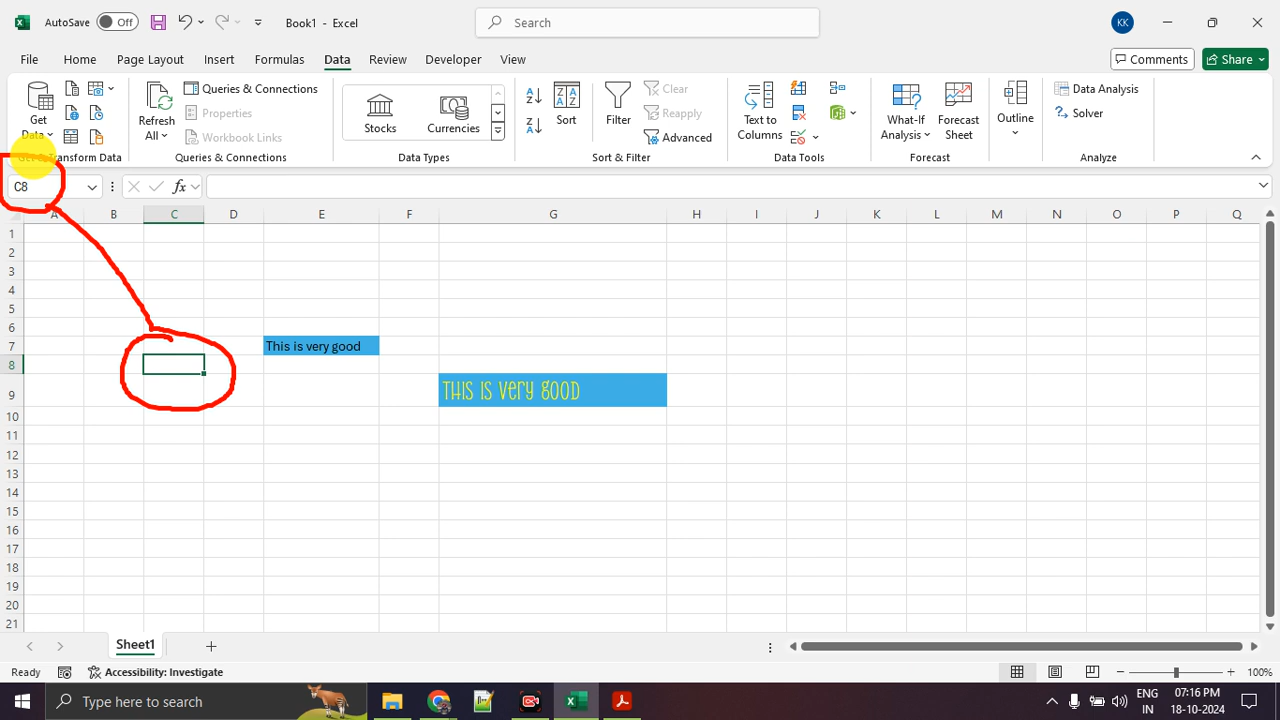 AutoSave Off Book1 - Excel Search KK
File Home Page Layout Insert Formulas Data Review Developer View Comments Share
Get Data Refresh All Queries & Connections Properties Workbook Links Stocks Currencies Sort Filter Clear Reapply Advanced Text to Columns What-If Analysis Forecast Sheet Outline Data Analysis Solver
Get & Transform Data Queries & Connections Data Types Sort & Filter Data Tools Forecast Analyze
C8 fx
A B C D E F G H I J K L M N O P Q
1
2
3
4
5
6
7 This is very good
8
9 This is very good
10
11
12
13
14
15
16
17
18
19
20
21
Sheet1
Ready Accessibility: Investigate 100%
Type here to search ENG IN 07:16 PM 18-10-2024